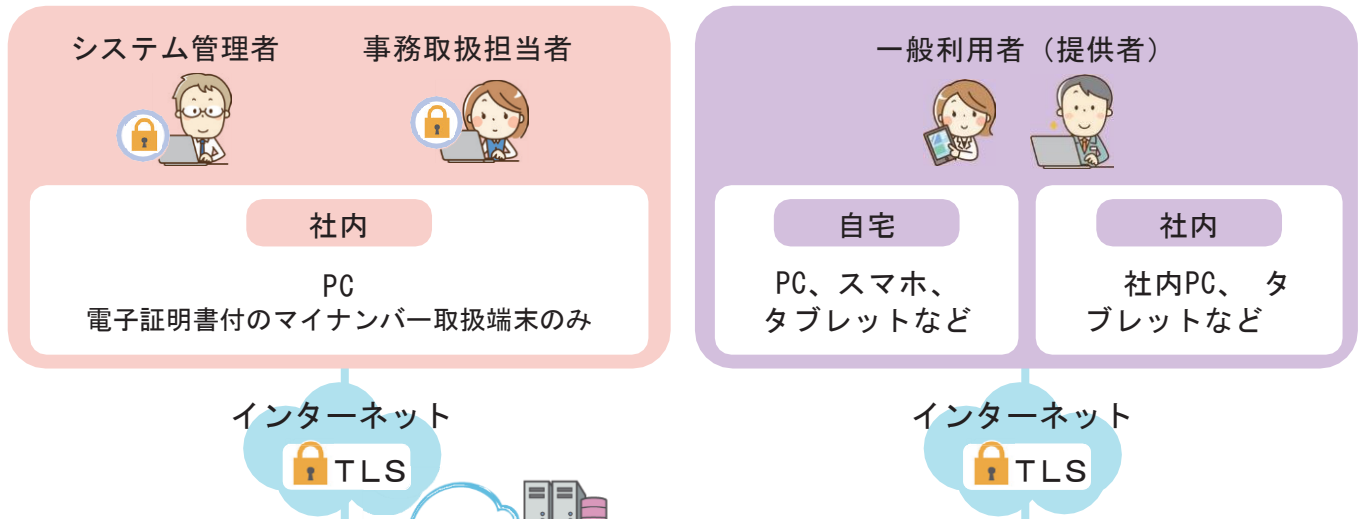 システム管理者
事務取扱担当者
社内
PC
電子証明書付のマイナンバー取扱端末のみ
インターネット
TLS
一般利用者（提供者）
自宅
PC、スマホ、
タブレットなど
社内
社内PC、 タ
ブレットなど
インターネット
TLS